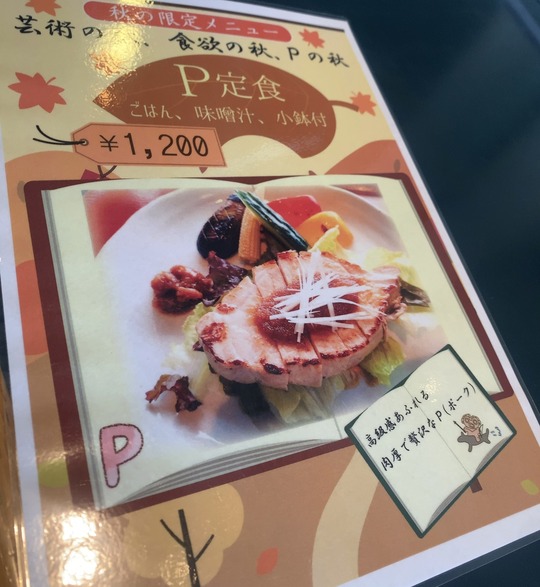 秋の限定メニュー
芸術の 、食欲の秋、Pの秋
P定食
ごはん、味噌汁、小鉢付
¥1,200
高級感あふれる
肉厚で贅沢なP(ポーク)
P